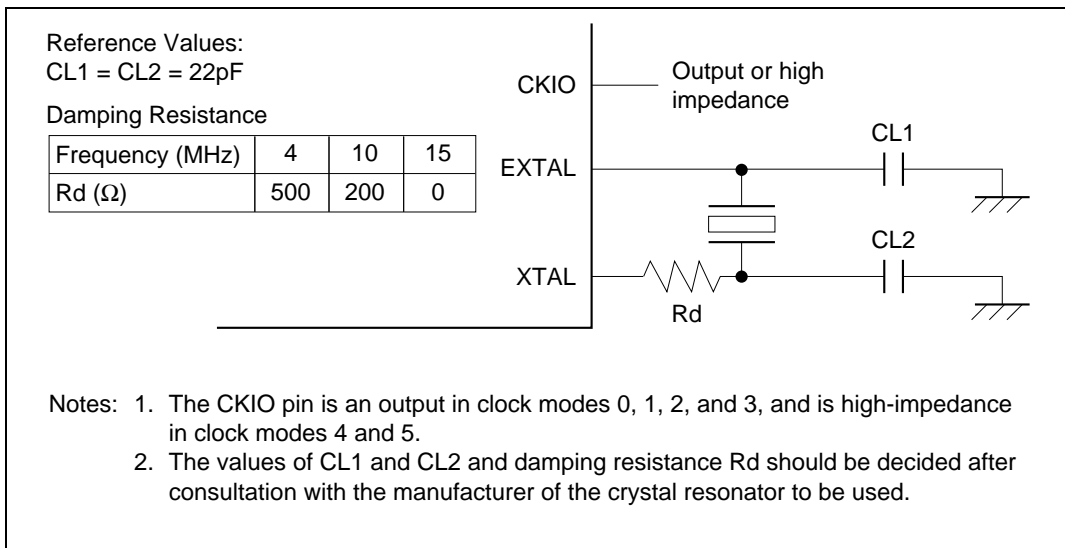 Reference Values:
CL1 = CL2 = 22pF
Damping Resistance
Frequency (MHz) 4 10 15
Rd (Ω) 500 200 0
CKIO
Output or high
impedance
CL1
EXTAL
CL2
XTAL
Rd
Notes: 1. The CKIO pin is an output in clock modes 0, 1, 2, and 3, and is high-impedance
in clock modes 4 and 5.
2. The values of CL1 and CL2 and damping resistance Rd should be decided after
consultation with the manufacturer of the crystal resonator to be used.